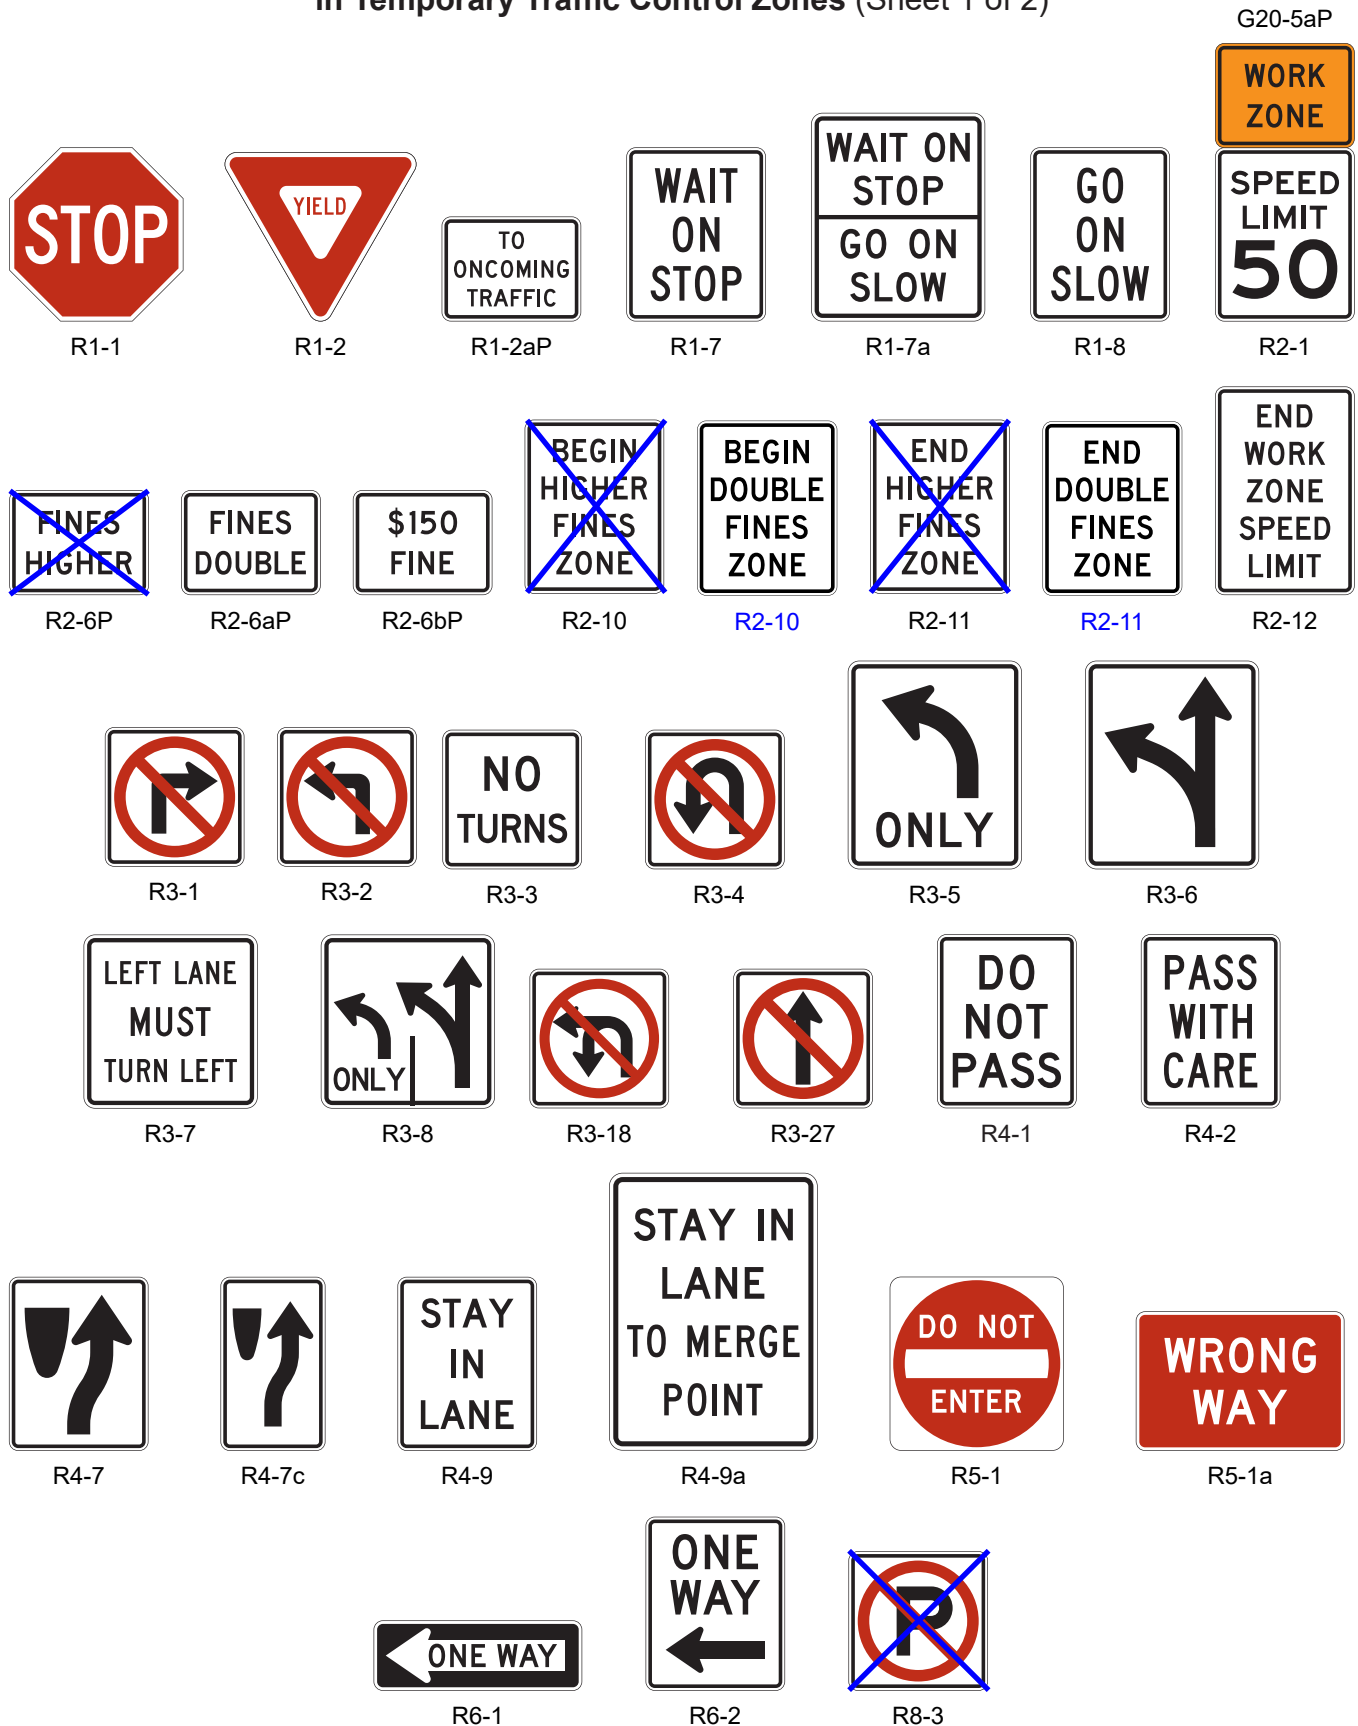 in Temporary Traffic Control Zones (Sheet 1 of 2)
G20-5aP
WORK
ZONE
STOP
R1-1
YIELD
R1-2
TO
ONCOMING
TRAFFIC
R1-2aP
WAIT
ON
STOP
R1-7
WAIT ON
STOP
GO ON
SLOW
R1-7a
GO
ON
SLOW
R1-8
SPEED
LIMIT
50
R2-1
FINES
HIGHER
R2-6P
FINES
DOUBLE
R2-6aP
$150
FINE
R2-6bP
BEGIN
HIGHER
FINES
ZONE
R2-10
BEGIN
DOUBLE
FINES
ZONE
R2-10
END
HIGHER
FINES
ZONE
R2-11
END
DOUBLE
FINES
ZONE
R2-11
END
WORK
ZONE
SPEED
LIMIT
R2-12
R3-1
R3-2
NO
TURNS
R3-3
R3-4
ONLY
R3-5
R3-6
LEFT LANE
MUST
TURN LEFT
R3-7
ONLY
R3-8
R3-18
R3-27
DO
NOT
PASS
R4-1
PASS
WITH
CARE
R4-2
R4-7
R4-7c
STAY
IN
LANE
R4-9
STAY IN
LANE
TO MERGE
POINT
R4-9a
DO NOT
ENTER
R5-1
WRONG
WAY
R5-1a
ONE WAY
R6-1
ONE
WAY
R6-2
P
R8-3